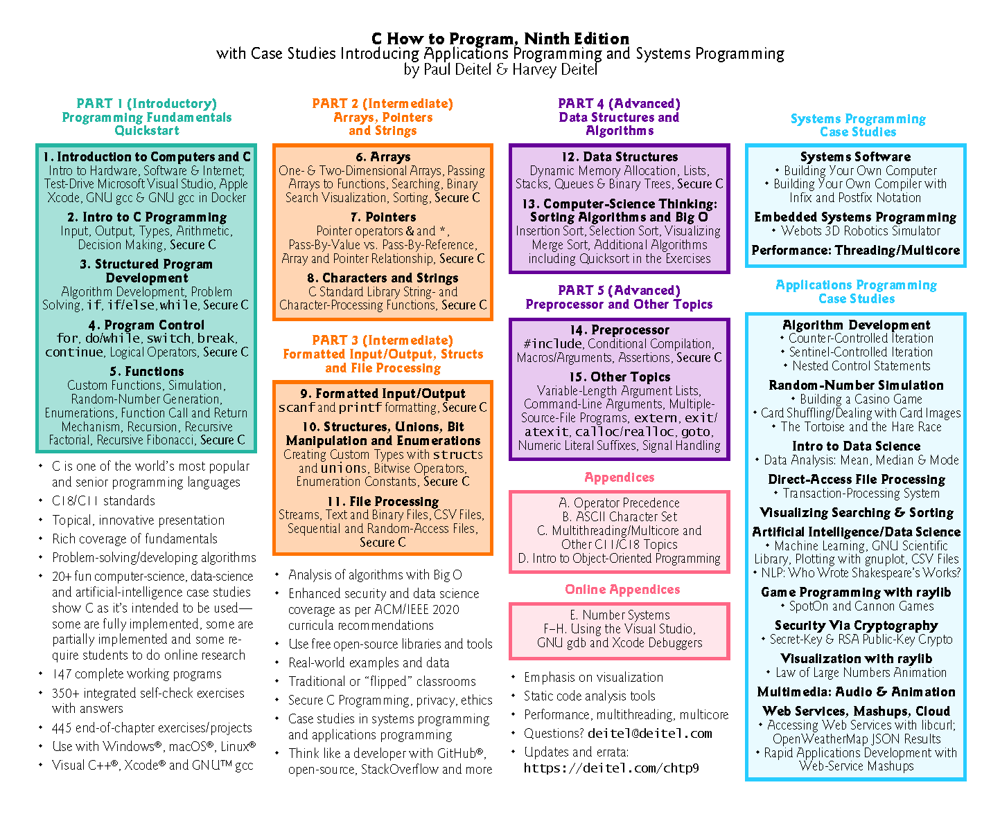 C How to Program, Ninth Edition
with Case Studies Introducing Applications Programming and Systems Programming
by Paul Deitel & Harvey Deitel
PART 1 (Introductory)
Programming Fundamentals
Quickstart
1. Introduction to Computers and C
Intro to Hardware, Software & Internet;
Test-Drive Microsoft Visual Studio, Apple
Xcode, GNU gcc & GNU gcc in Docker
2. Intro to C Programming
Input, Output, Types, Arithmetic,
Decision Making, Secure C
3. Structured Program
Development
Algorithm Development, Problem
Solving, if, if/else, while, Secure C
4. Program Control
for, do/while, switch, break,
continue, Logical Operators, Secure C
5. Functions
Custom Functions, Simulation,
Random-Number Generation,
Enumerations, Function Call and Return
Mechanism, Recursion, Recursive
Factorial, Recursive Fibonacci, Secure C
• C is one of the world's most popular
and senior programming languages
• C18/C11 standards
• Topical, innovative presentation
• Rich coverage of fundamentals
• Problem-solving/developing algorithms
• 20+ fun computer-science, data-science
and artificial-intelligence case studies
show C as it's intended to be used—
some are fully implemented, some are
partially implemented and some re-
quire students to do online research
• 147 complete working programs
• 350+ integrated self-check exercises
with answers
• 445 end-of-chapter exercises/projects
• Use with Windows®, macOS®, Linux®
• Visual C++®, Xcode® and GNU™ gcc
PART 2 (Intermediate)
Arrays, Pointers
and Strings
6. Arrays
One- & Two-Dimensional Arrays, Passing
Arrays to Functions, Searching, Binary
Search Visualization, Sorting, Secure C
7. Pointers
Pointer operators & and *,
Pass-By-Value vs. Pass-By-Reference,
Array and Pointer Relationship, Secure C
8. Characters and Strings
C Standard Library String- and
Character-Processing Functions, Secure C
PART 3 (Intermediate)
Formatted Input/Output, Structs
and File Processing
9. Formatted Input/Output
scanf and printf formatting, Secure C
10. Structures, Unions, Bit
Manipulation and Enumerations
Creating Custom Types with structs
and unions, Bitwise Operators,
Enumeration Constants, Secure C
11. File Processing
Streams, Text and Binary Files, CSV Files,
Sequential and Random-Access Files,
Secure C
• Analysis of algorithms with Big O
• Enhanced security and data science
coverage as per ACM/IEEE 2020
curricula recommendations
• Use free open-source libraries and tools
• Real-world examples and data
• Traditional or “flipped” classrooms
• Secure C Programming, privacy, ethics
• Case studies in systems programming
and applications programming
• Think like a developer with GitHub®,
open-source, StackOverflow and more
PART 4 (Advanced)
Data Structures and
Algorithms
12. Data Structures
Dynamic Memory Allocation, Lists,
Stacks, Queues & Binary Trees, Secure C
13. Computer-Science Thinking:
Sorting Algorithms and Big O
Insertion Sort, Selection Sort, Visualizing
Merge Sort, Additional Algorithms
including Quicksort in the Exercises
PART 5 (Advanced)
Preprocessor and Other Topics
14. Preprocessor
#include, Conditional Compilation,
Macros/Arguments, Assertions, Secure C
15. Other Topics
Variable-Length Argument Lists,
Command-Line Arguments, Multiple-
Source-File Programs, extern, exit/
atexit, calloc/realloc, goto,
Numeric Literal Suffixes, Signal Handling
Appendices
A. Operator Precedence
B. ASCII Character Set
C. Multithreading/Multicore and
Other C11/C18 Topics
D. Intro to Object-Oriented Programming
Online Appendices
E. Number Systems
F–H. Using the Visual Studio,
GNU gdb and Xcode Debuggers
• Emphasis on visualization
• Static code analysis tools
• Performance, multithreading, multicore
• Questions? deitel@deitel.com
• Updates and errata:
https://deitel.com/chtp9
Systems Programming
Case Studies
Systems Software
• Building Your Own Computer
• Building Your Own Compiler with
Infix and Postfix Notation
Embedded Systems Programming
• Webots 3D Robotics Simulator
Performance: Threading/Multicore
Applications Programming
Case Studies
Algorithm Development
• Counter-Controlled Iteration
• Sentinel-Controlled Iteration
• Nested Control Statements
Random-Number Simulation
• Building a Casino Game
• Card Shuffling/Dealing with Card Images
• The Tortoise and the Hare Race
Intro to Data Science
• Data Analysis: Mean, Median & Mode
Direct-Access File Processing
• Transaction-Processing System
Visualizing Searching & Sorting
Artificial Intelligence/Data Science
• Machine Learning, GNU Scientific
Library, Plotting with gnuplot, CSV Files
• NLP: Who Wrote Shakespeare's Works?
Game Programming with raylib
• SpotOn and Cannon Games
Security Via Cryptography
• Secret-Key & RSA Public-Key Crypto
Visualization with raylib
• Law of Large Numbers Animation
Multimedia: Audio & Animation
Web Services, Mashups, Cloud
• Accessing Web Services with libcurl;
OpenWeatherMap JSON Results
• Rapid Applications Development with
Web-Service Mashups